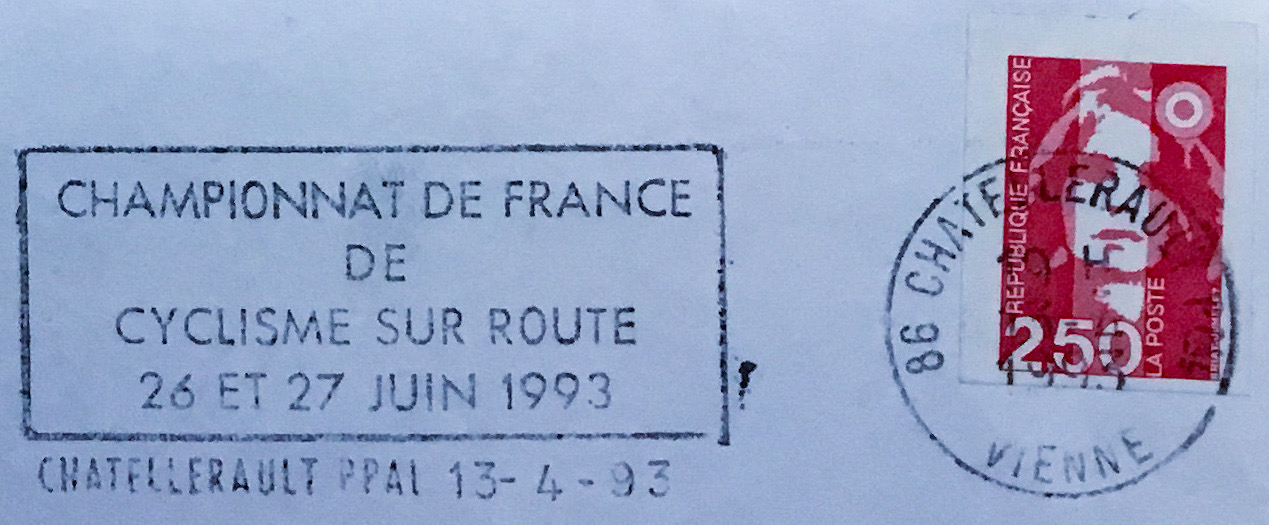 CHAMPIONNAT DE FRANCE
DE
CYCLISME SUR ROUTE
26 ET 27 JUIN 1993
CHATELLERAULT PPAL 13-4-93
RÉPUBLIQUE FRANÇAISE
2,50
LA POSTE
86 CHATELLERAULT
1993
VIENNE